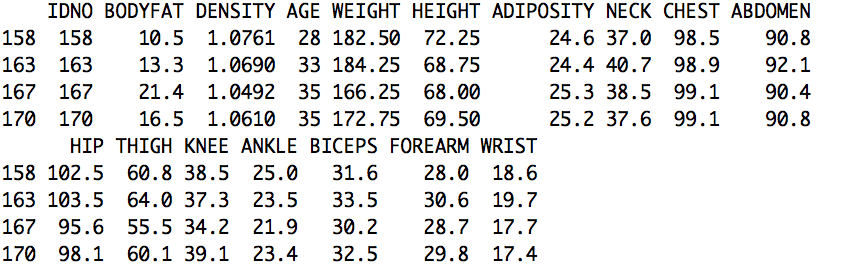 IDNO BODYFAT DENSITY AGE WEIGHT HEIGHT ADIPOSITY NECK CHEST ABDOMEN
158 158 10.5 1.0761 28 182.50 72.25 24.6 37.0 98.5 90.8
163 163 13.3 1.0690 33 184.25 68.75 24.4 40.7 98.9 92.1
167 167 21.4 1.0492 35 166.25 68.00 25.3 38.5 99.1 90.4
170 170 16.5 1.0610 35 172.75 69.50 25.2 37.6 99.1 90.8
HIP THIGH KNEE ANKLE BICEPS FOREARM WRIST
158 102.5 60.8 38.5 25.0 31.6 28.0 18.6
163 103.5 64.0 37.3 23.5 33.5 30.6 19.7
167 95.6 55.5 34.2 21.9 30.2 28.7 17.7
170 98.1 60.1 39.1 23.4 32.5 29.8 17.4